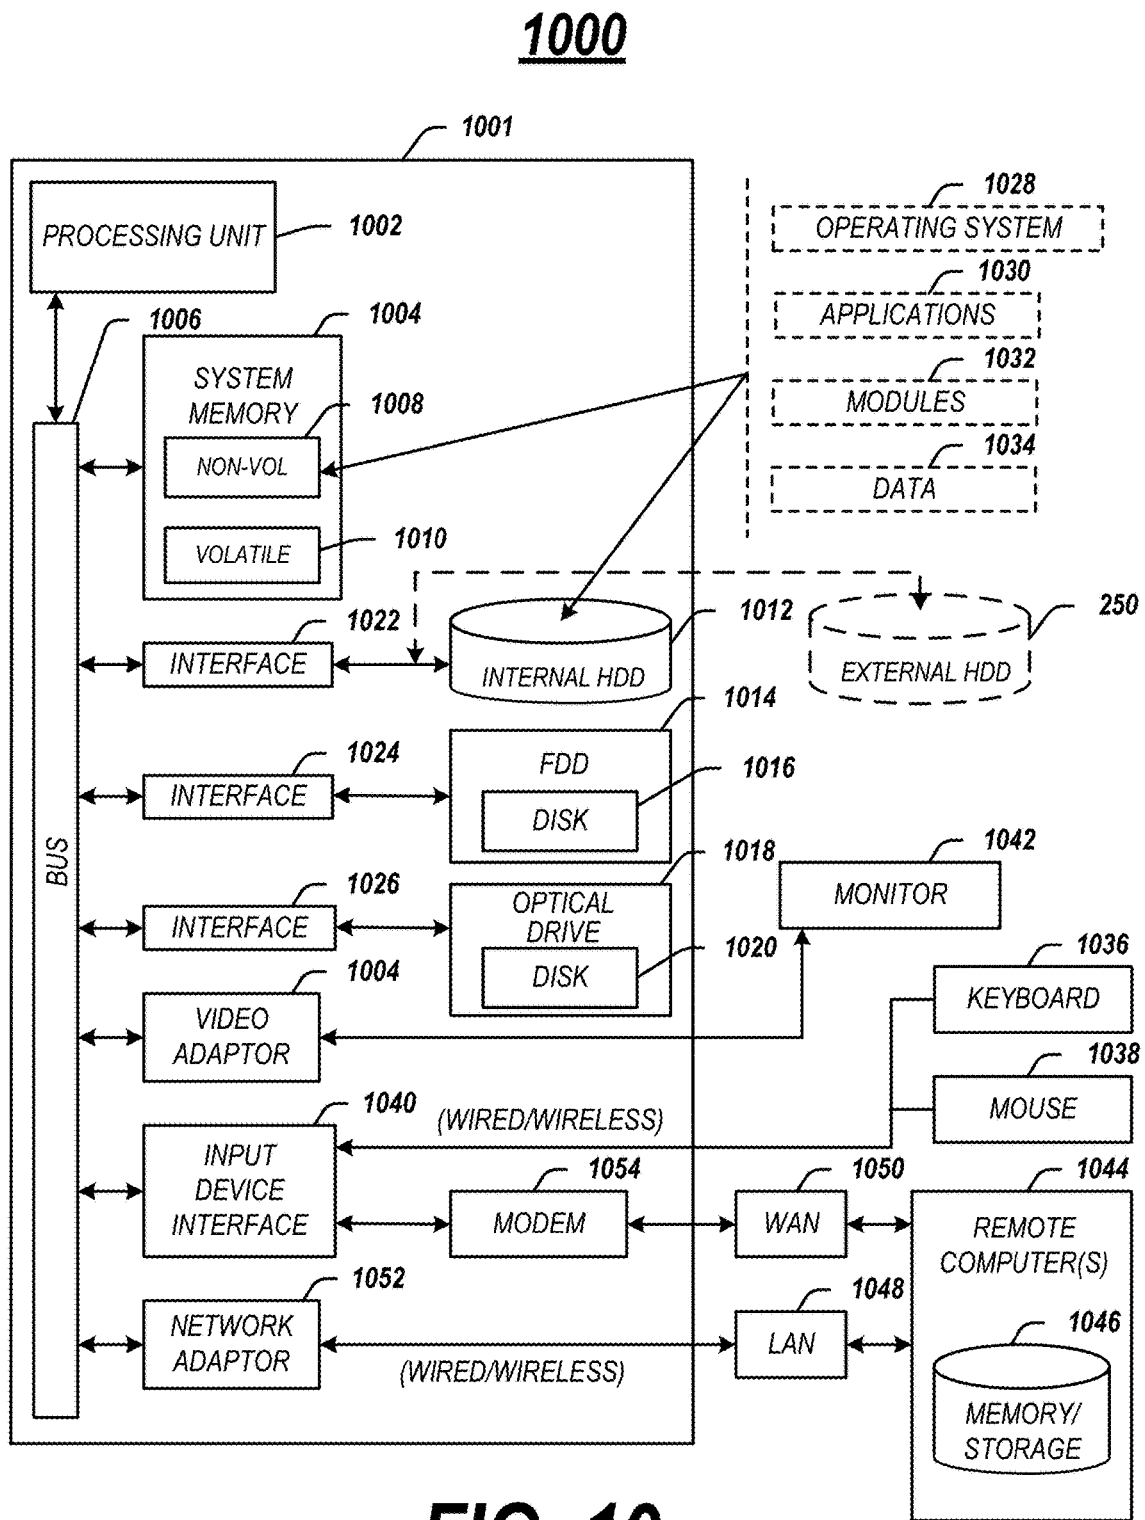 1000
1001
PROCESSING UNIT
1002
1006
1004
SYSTEM
MEMORY
1008
NON-VOL
VOLATILE
1010
1028
OPERATING SYSTEM
1030
APPLICATIONS
1032
MODULES
1034
DATA
1022
INTERFACE
1012
INTERNAL HDD
250
EXTERNAL HDD
1024
INTERFACE
1014
FDD
1016
DISK
BUS
1026
INTERFACE
1018
OPTICAL
DRIVE
1020
DISK
1042
MONITOR
1004
VIDEO
ADAPTOR
1036
KEYBOARD
1038
MOUSE
1040
INPUT
DEVICE
INTERFACE
(WIRED/WIRELESS)
1054
MODEM
1050
WAN
1044
REMOTE
COMPUTER(S)
1052
NETWORK
ADAPTOR
(WIRED/WIRELESS)
1048
LAN
1046
MEMORY/
STORAGE
FIG. 10